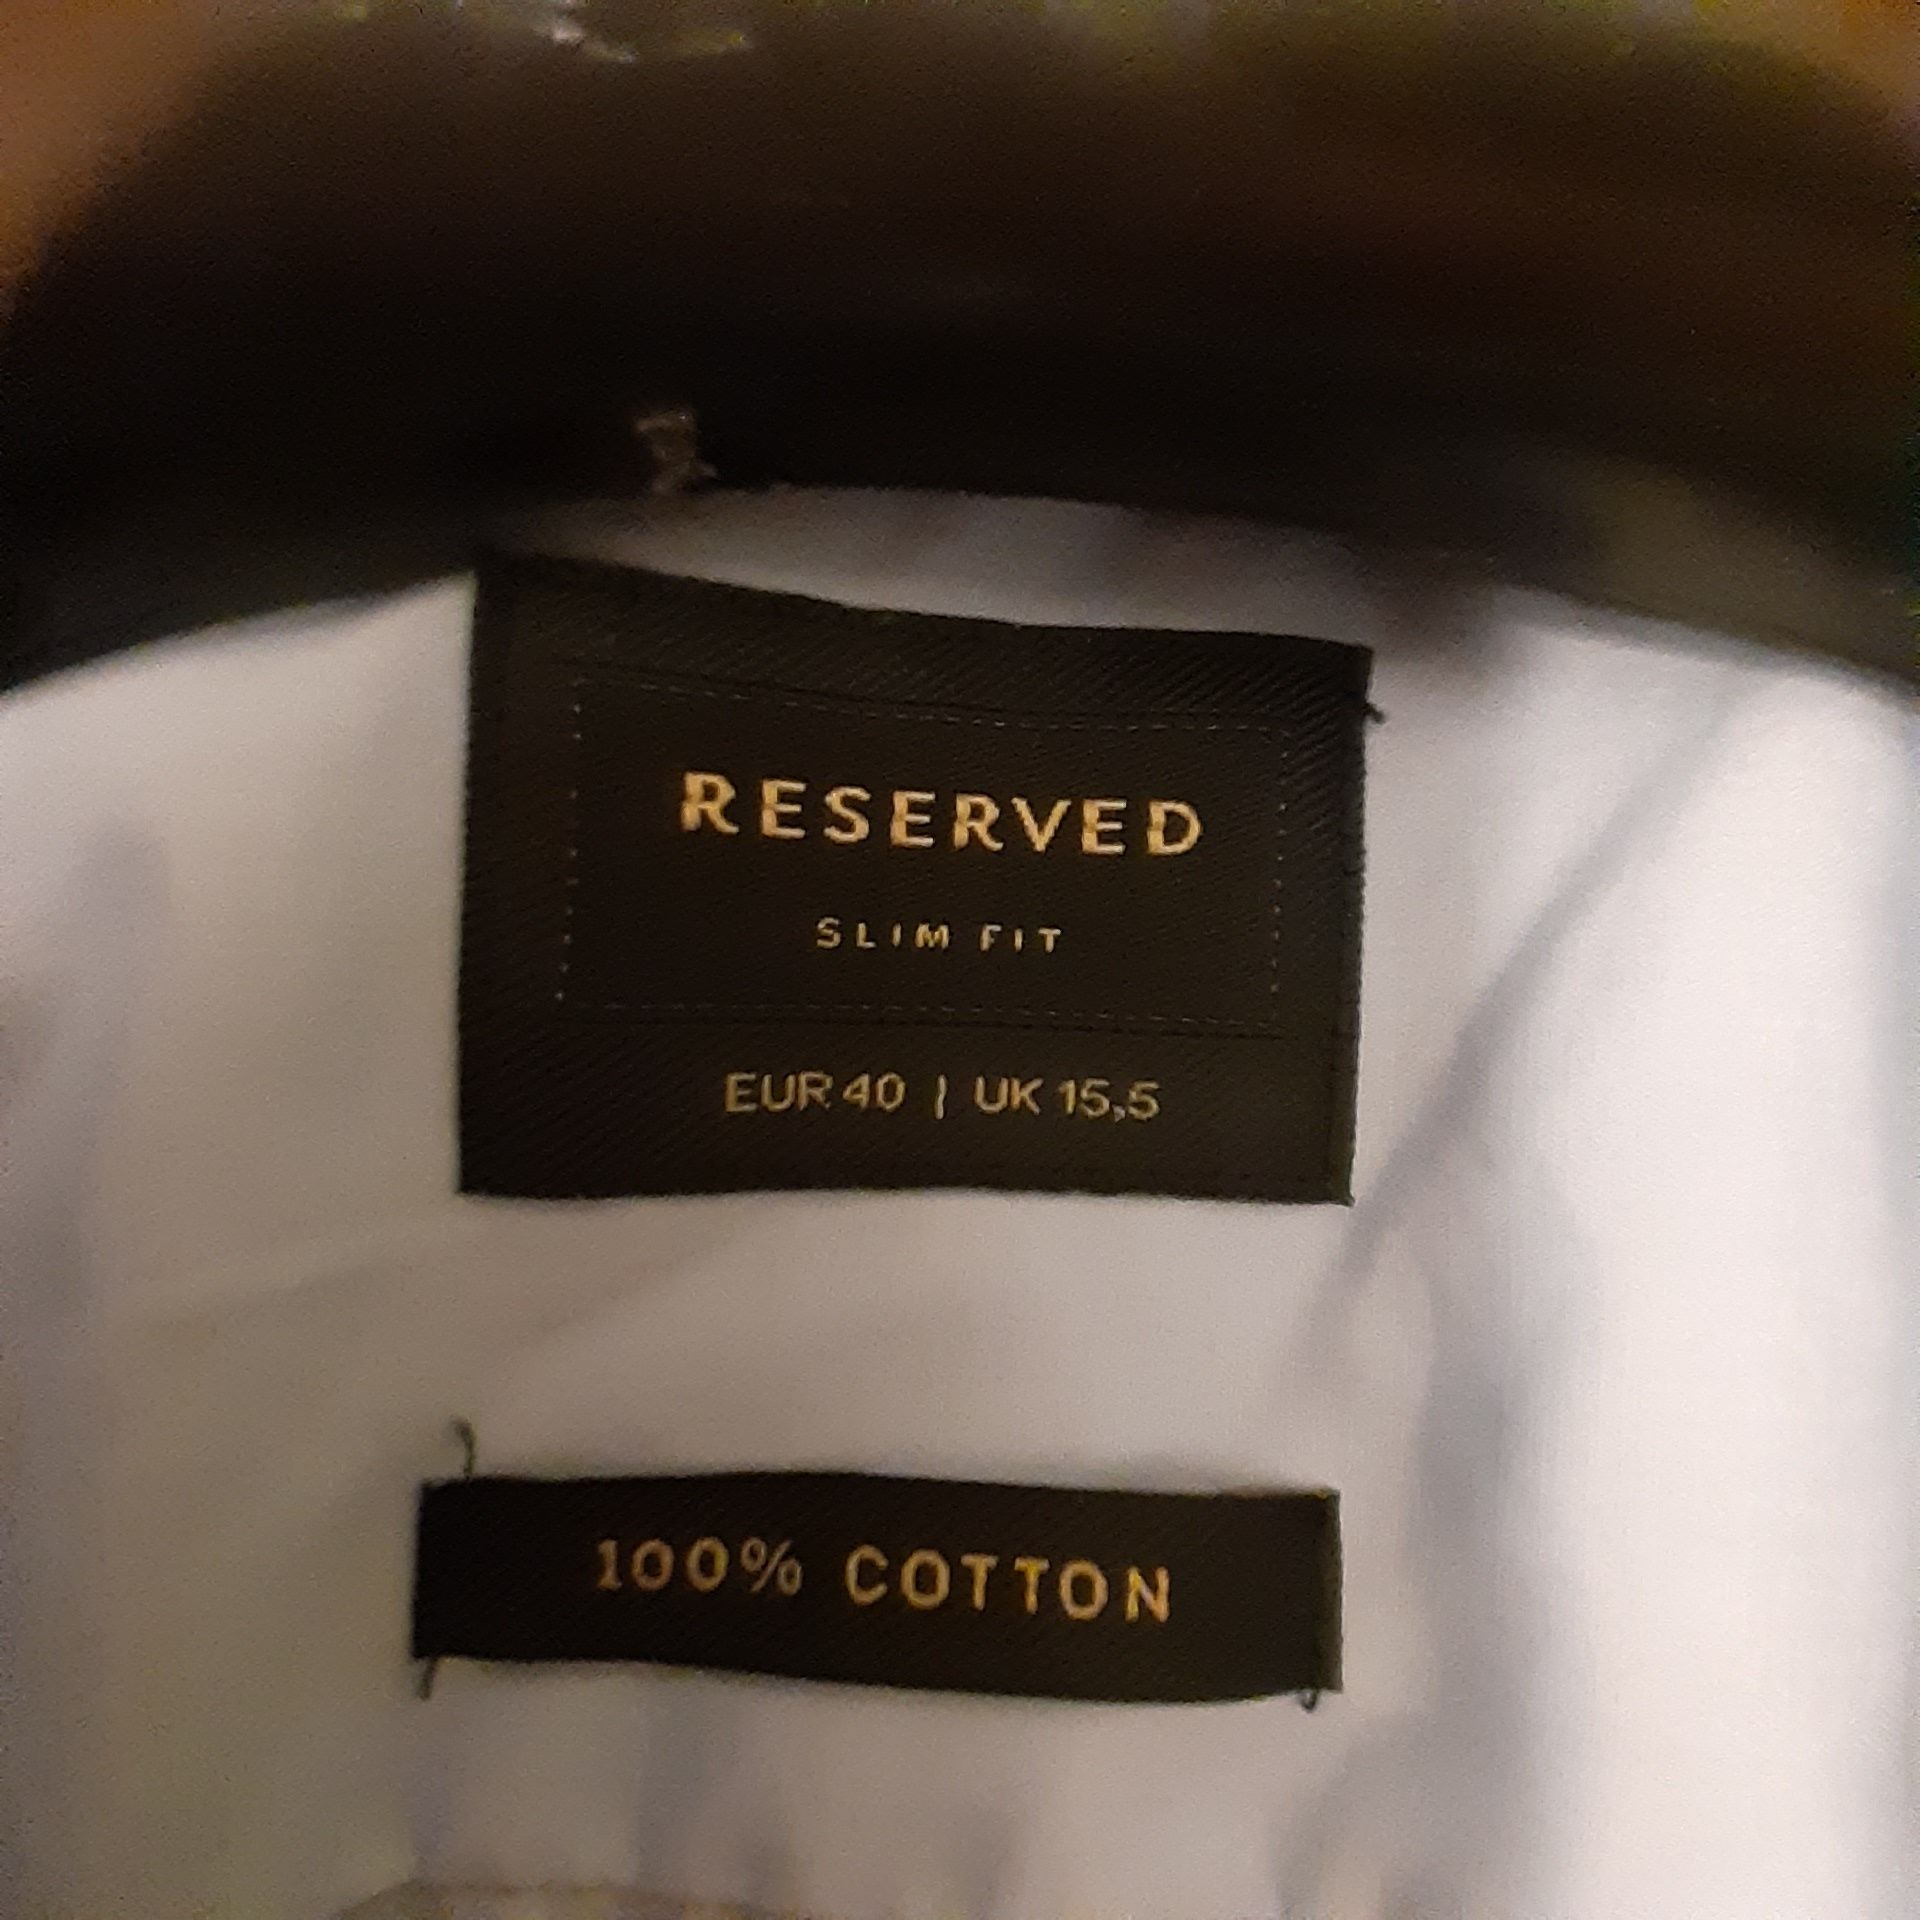 RESERVED
SLIM FIT
EUR 40 | UK 15,5
100% COTTON